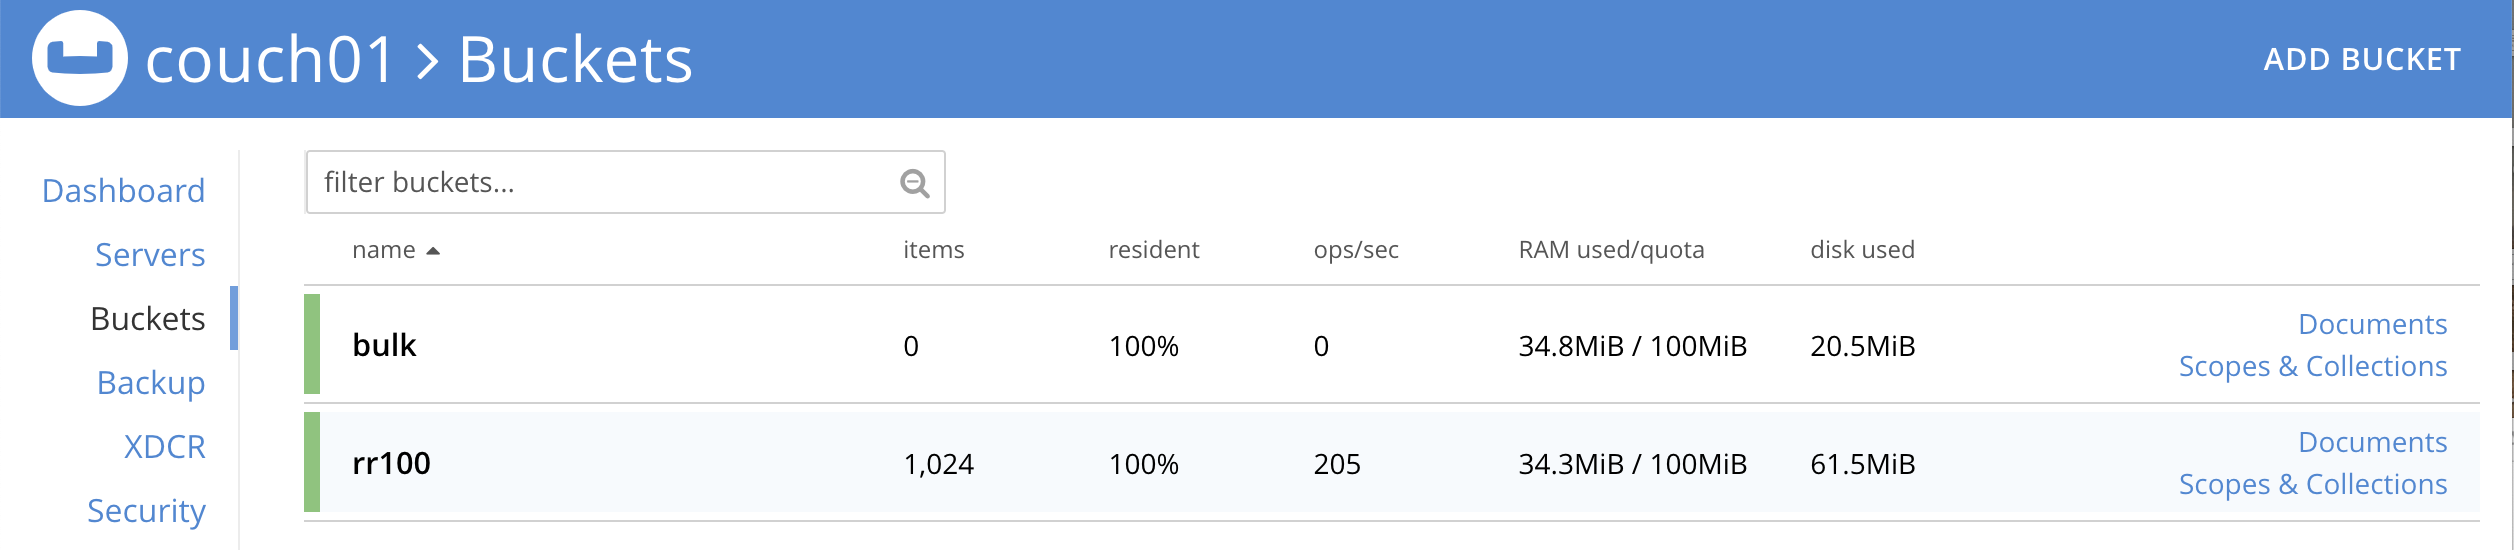 couch01 > Buckets
ADD BUCKET
Dashboard
Servers
Buckets
Backup
XDCR
Security
filter buckets...
name items resident ops/sec RAM used/quota disk used
bulk 0 100% 0 34.8MiB / 100MiB 20.5MiB
Documents
Scopes & Collections
rr100 1,024 100% 205 34.3MiB / 100MiB 61.5MiB
Documents
Scopes & Collections